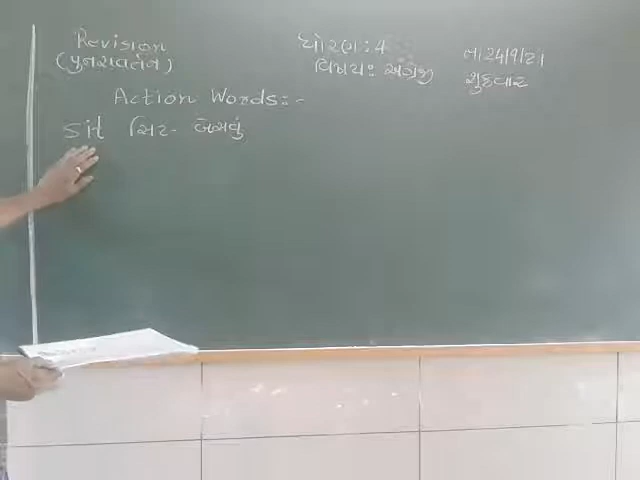 Revision
(પુનરાવર્તન)
ધોરણ: 4
વિષય: અંગ્રેજી
શુક્રવાર
Action Words:-
sit સિટ - બેસવું